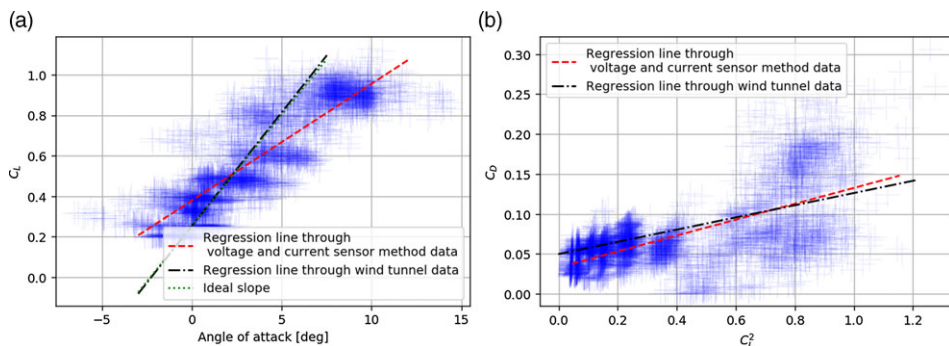 (a)
1.0
0.8
0.6
0.4
0.2
0.0
C_L
−5
0
5
10
15
Angle of attack [deg]
Regression line through
voltage and current sensor method data
Regression line through wind tunnel data
Ideal slope
(b)
0.30
0.25
0.20
0.15
0.10
0.05
0.00
C_D
0.0
0.2
0.4
0.6
0.8
1.0
1.2
C_L^2
Regression line through
voltage and current sensor method data
Regression line through wind tunnel data